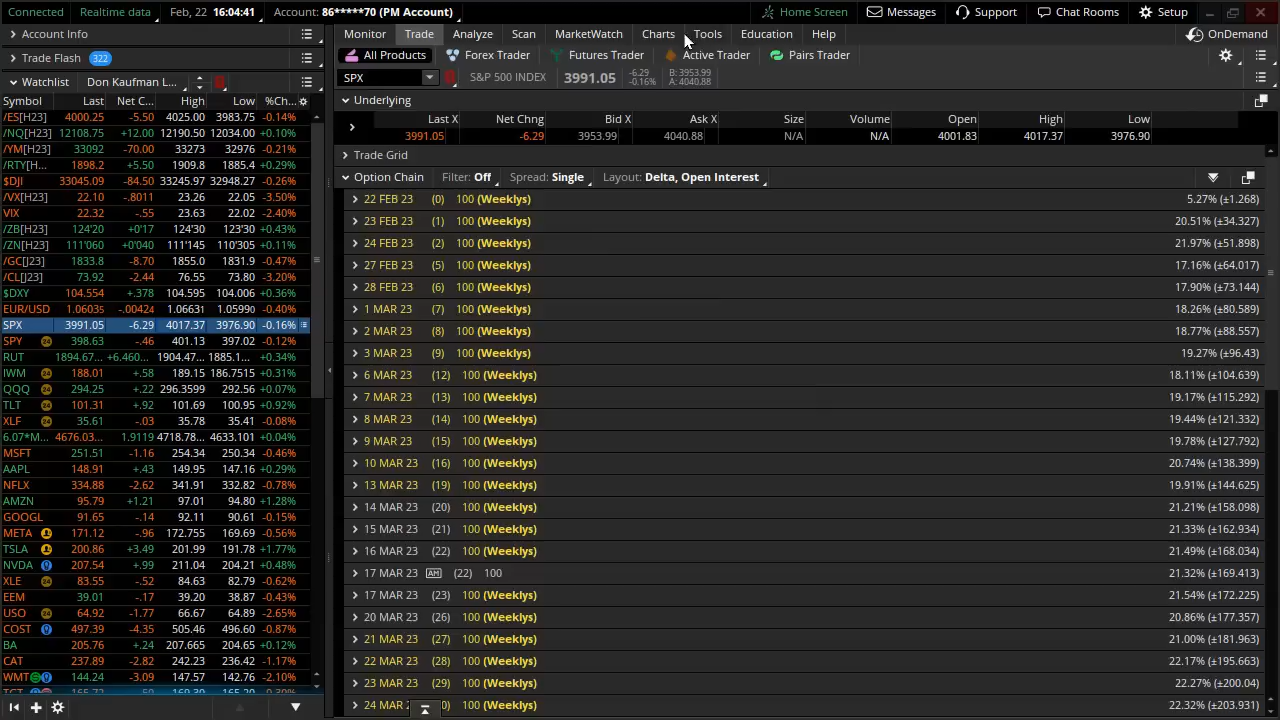 Connected Realtime data Feb, 22 16:04:41 Account: 86*****70 (PM Account) Home Screen Messages Support Chat Rooms Setup
Account Info
Trade Flash 322
Watchlist Don Kaufman L...
Symbol Last Net C... High Low %Ch...
/ES[H23] 4000.25 -5.50 4025.00 3983.75 -0.14%
/NQ[H23] 12108.75 +12.00 12190.50 12034.00 +0.10%
/YM[H23] 33092 -70.00 33273 32976 -0.21%
/RTY[H... 1898.2 +5.50 1909.8 1885.4 +0.29%
$DJI 33045.09 -84.50 33245.97 32948.27 -0.26%
/VX[H23] 22.10 -.8011 23.26 22.05 -3.50%
VIX 22.32 -.55 23.63 22.02 -2.40%
/ZB[H23] 124'20 +0'17 124'30 123'30 +0.43%
/ZN[H23] 111'060 +0'040 111'145 110'305 +0.11%
/GC[J23] 1833.8 -8.70 1855.0 1831.9 -0.47%
/CL[J23] 73.92 -2.44 76.55 73.80 -3.20%
$DXY 104.554 +.378 104.595 104.006 +0.36%
EUR/USD 1.06035 -.00424 1.06631 1.05990 -0.40%
SPX 3991.05 -6.29 4017.37 3976.90 -0.16%
SPY 24 398.63 -.46 401.13 397.02 -0.12%
RUT 1894.67... +6.460... 1904.47... 1885.1... +0.34%
IWM 24 188.01 +.58 189.15 186.7515 +0.31%
QQQ 24 294.25 +.22 296.3599 292.56 +0.07%
TLT 24 101.31 +.92 101.69 100.95 +0.92%
XLF 24 35.61 -.03 35.78 35.41 -0.08%
6.07*M... 4676.03... 1.9119 4718.78... 4633.101 +0.04%
MSFT 251.51 -1.16 254.34 250.34 -0.46%
AAPL 148.91 +.43 149.95 147.16 +0.29%
NFLX 334.88 -2.62 341.91 332.82 -0.78%
AMZN 95.79 +1.21 97.01 94.80 +1.28%
GOOGL 91.65 -.14 92.11 90.61 -0.15%
META 171.12 -.96 172.755 169.69 -0.56%
TSLA 200.86 +3.49 201.99 191.78 +1.77%
NVDA 207.54 +.99 211.04 204.21 +0.48%
XLE 24 83.55 -.52 84.63 82.79 -0.62%
EEM 39.01 -.17 39.20 38.87 -0.43%
USO 24 64.92 -1.77 66.67 64.89 -2.65%
COST 497.39 -4.35 505.46 496.60 -0.87%
BA 205.76 +.24 207.665 204.65 +0.12%
CAT 237.89 -2.82 242.23 236.42 -1.17%
WMT 144.24 -3.09 147.57 142.76 -2.10%
Monitor Trade Analyze Scan MarketWatch Charts Tools Education Help OnDemand
All Products Forex Trader Futures Trader Active Trader Pairs Trader
SPX S&P 500 INDEX 3991.05 -6.29 -0.16% B: 3953.99 A: 4040.88
Underlying
Last X Net Chng Bid X Ask X Size Volume Open High Low
3991.05 -6.29 3953.99 4040.88 N/A N/A 4001.83 4017.37 3976.90
Trade Grid
Option Chain Filter: Off Spread: Single Layout: Delta, Open Interest
22 FEB 23 (0) 100 (Weeklys) 5.27% (±1.268)
23 FEB 23 (1) 100 (Weeklys) 20.51% (±34.327)
24 FEB 23 (2) 100 (Weeklys) 21.97% (±51.898)
27 FEB 23 (5) 100 (Weeklys) 17.16% (±64.017)
28 FEB 23 (6) 100 (Weeklys) 17.90% (±73.144)
1 MAR 23 (7) 100 (Weeklys) 18.26% (±80.589)
2 MAR 23 (8) 100 (Weeklys) 18.77% (±88.557)
3 MAR 23 (9) 100 (Weeklys) 19.27% (±96.43)
6 MAR 23 (12) 100 (Weeklys) 18.11% (±104.639)
7 MAR 23 (13) 100 (Weeklys) 19.17% (±115.292)
8 MAR 23 (14) 100 (Weeklys) 19.44% (±121.332)
9 MAR 23 (15) 100 (Weeklys) 19.78% (±127.792)
10 MAR 23 (16) 100 (Weeklys) 20.74% (±138.399)
13 MAR 23 (19) 100 (Weeklys) 19.91% (±144.625)
14 MAR 23 (20) 100 (Weeklys) 21.21% (±158.098)
15 MAR 23 (21) 100 (Weeklys) 21.33% (±162.934)
16 MAR 23 (22) 100 (Weeklys) 21.49% (±168.034)
17 MAR 23 AM (22) 100 21.32% (±169.413)
17 MAR 23 (23) 100 (Weeklys) 21.54% (±172.225)
20 MAR 23 (26) 100 (Weeklys) 20.86% (±177.357)
21 MAR 23 (27) 100 (Weeklys) 21.00% (±181.963)
22 MAR 23 (28) 100 (Weeklys) 22.17% (±195.663)
23 MAR 23 (29) 100 (Weeklys) 22.27% (±200.04)
24 MAR 2 0) 100 (Weeklys) 22.32% (±203.931)